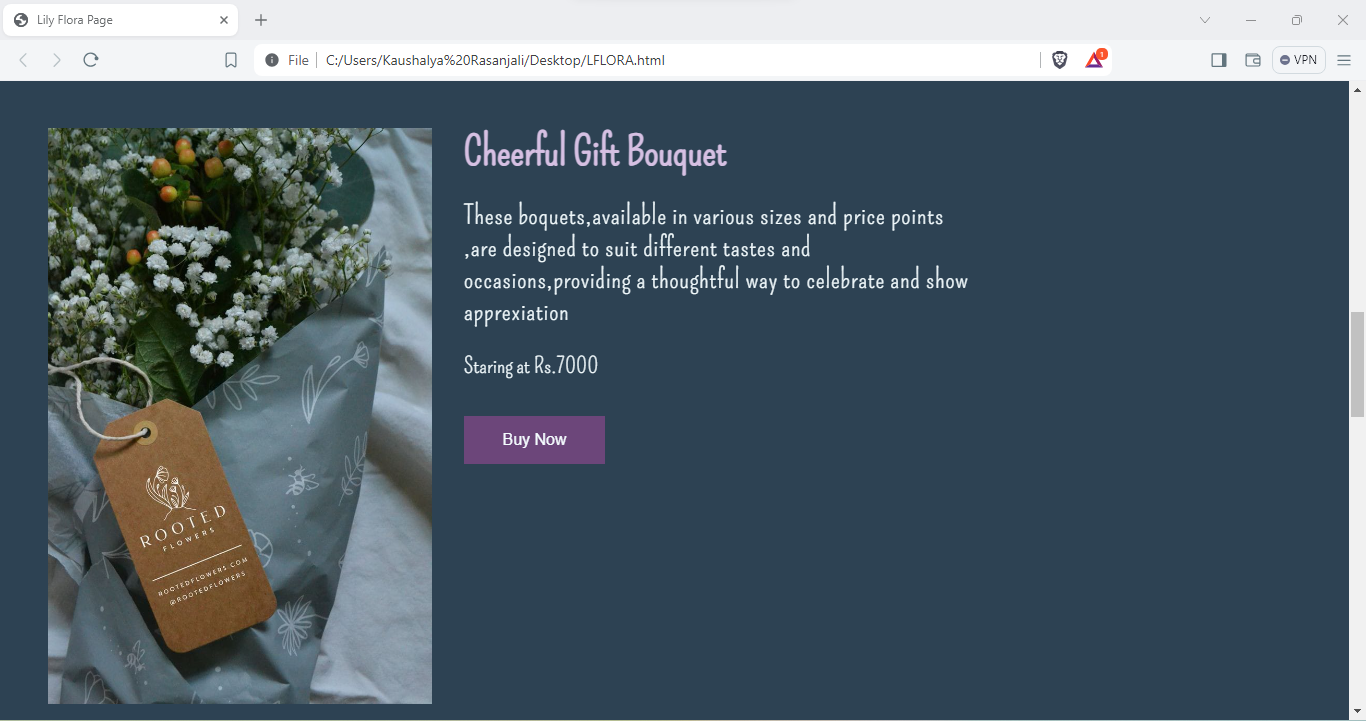 Lily Flora Page
File
C:/Users/Kaushalya%20Rasanjali/Desktop/LFLORA.html
1
VPN
Cheerful Gift Bouquet
These boquets,available in various sizes and price points
,are designed to suit different tastes and
occasions,providing a thoughtful way to celebrate and show
apprexiation
Staring at Rs.7000
Buy Now
ROOTED
FLOWERS
ROOTEDFLOWERS.COM
@ROOTEDFLOWERS